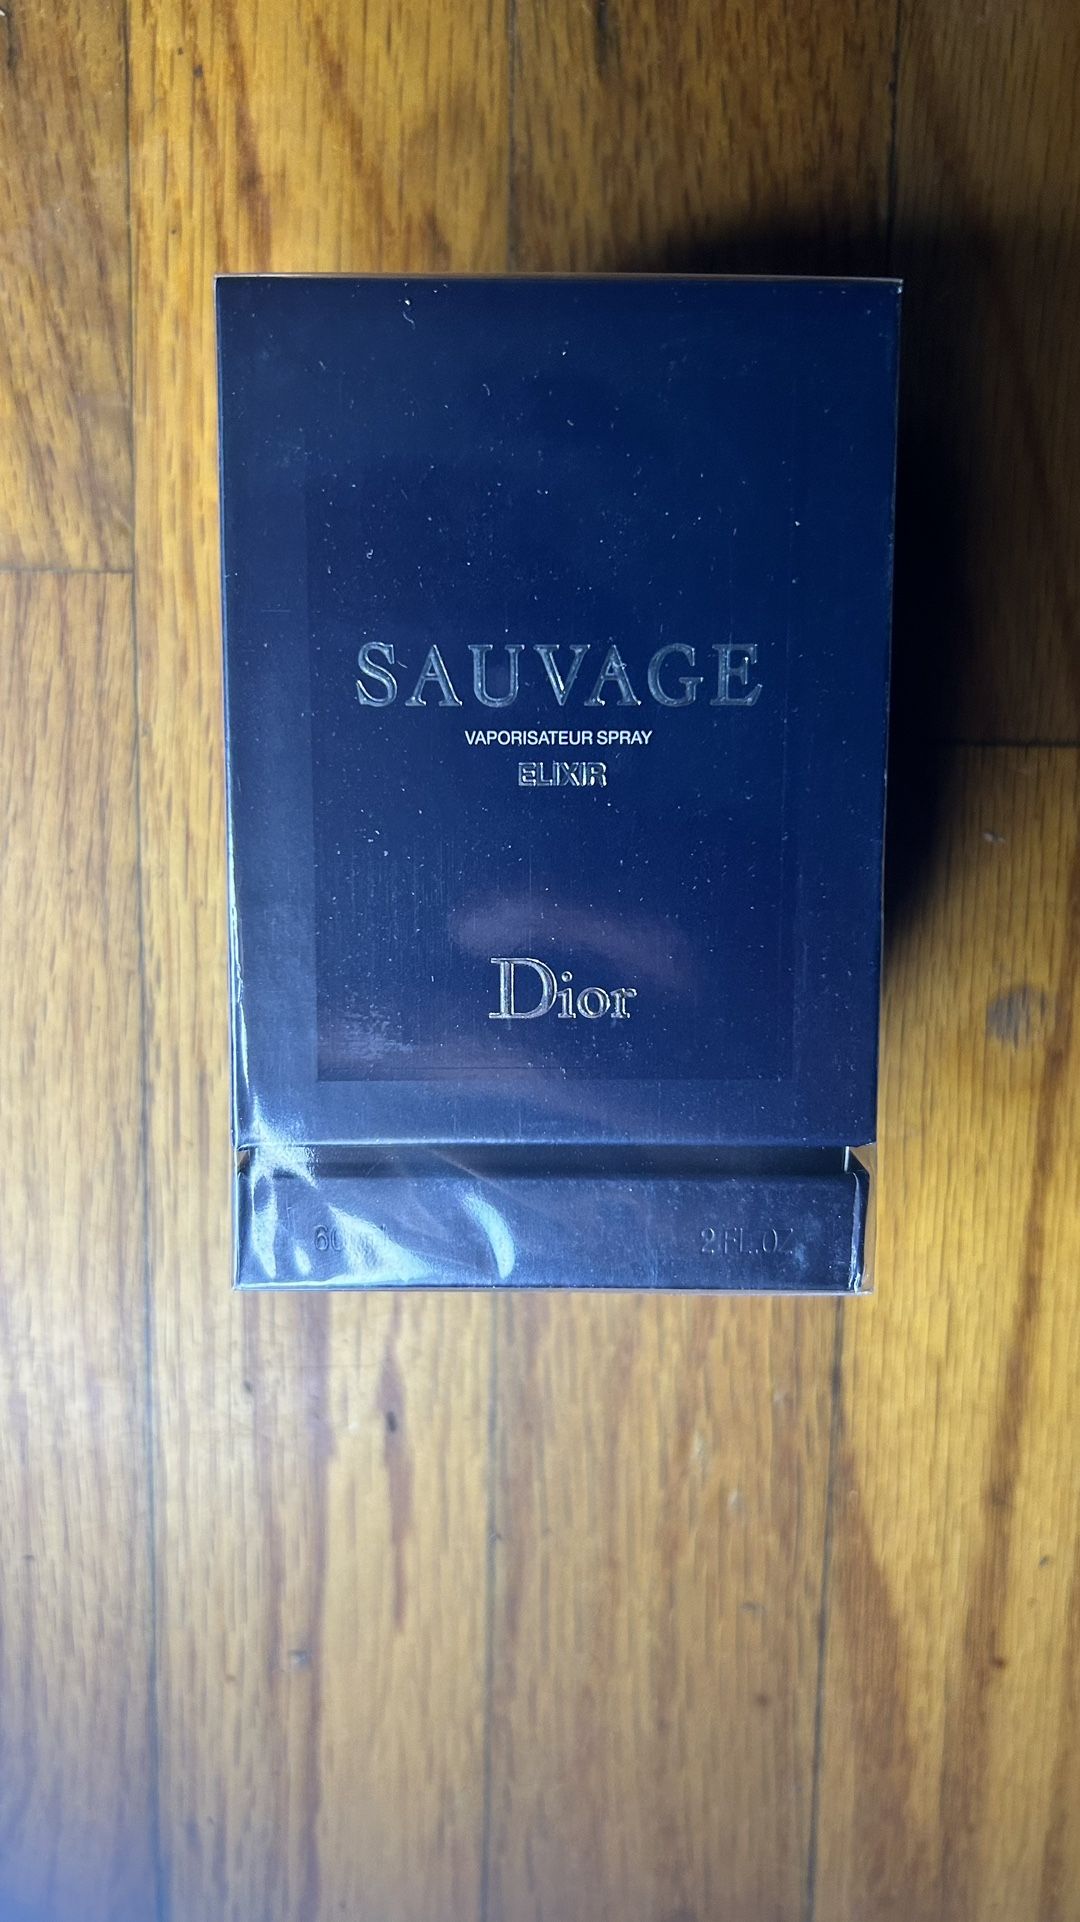 SAUVAGE
VAPORISATEUR SPRAY
ELIXIR
Dior
2 FL.OZ